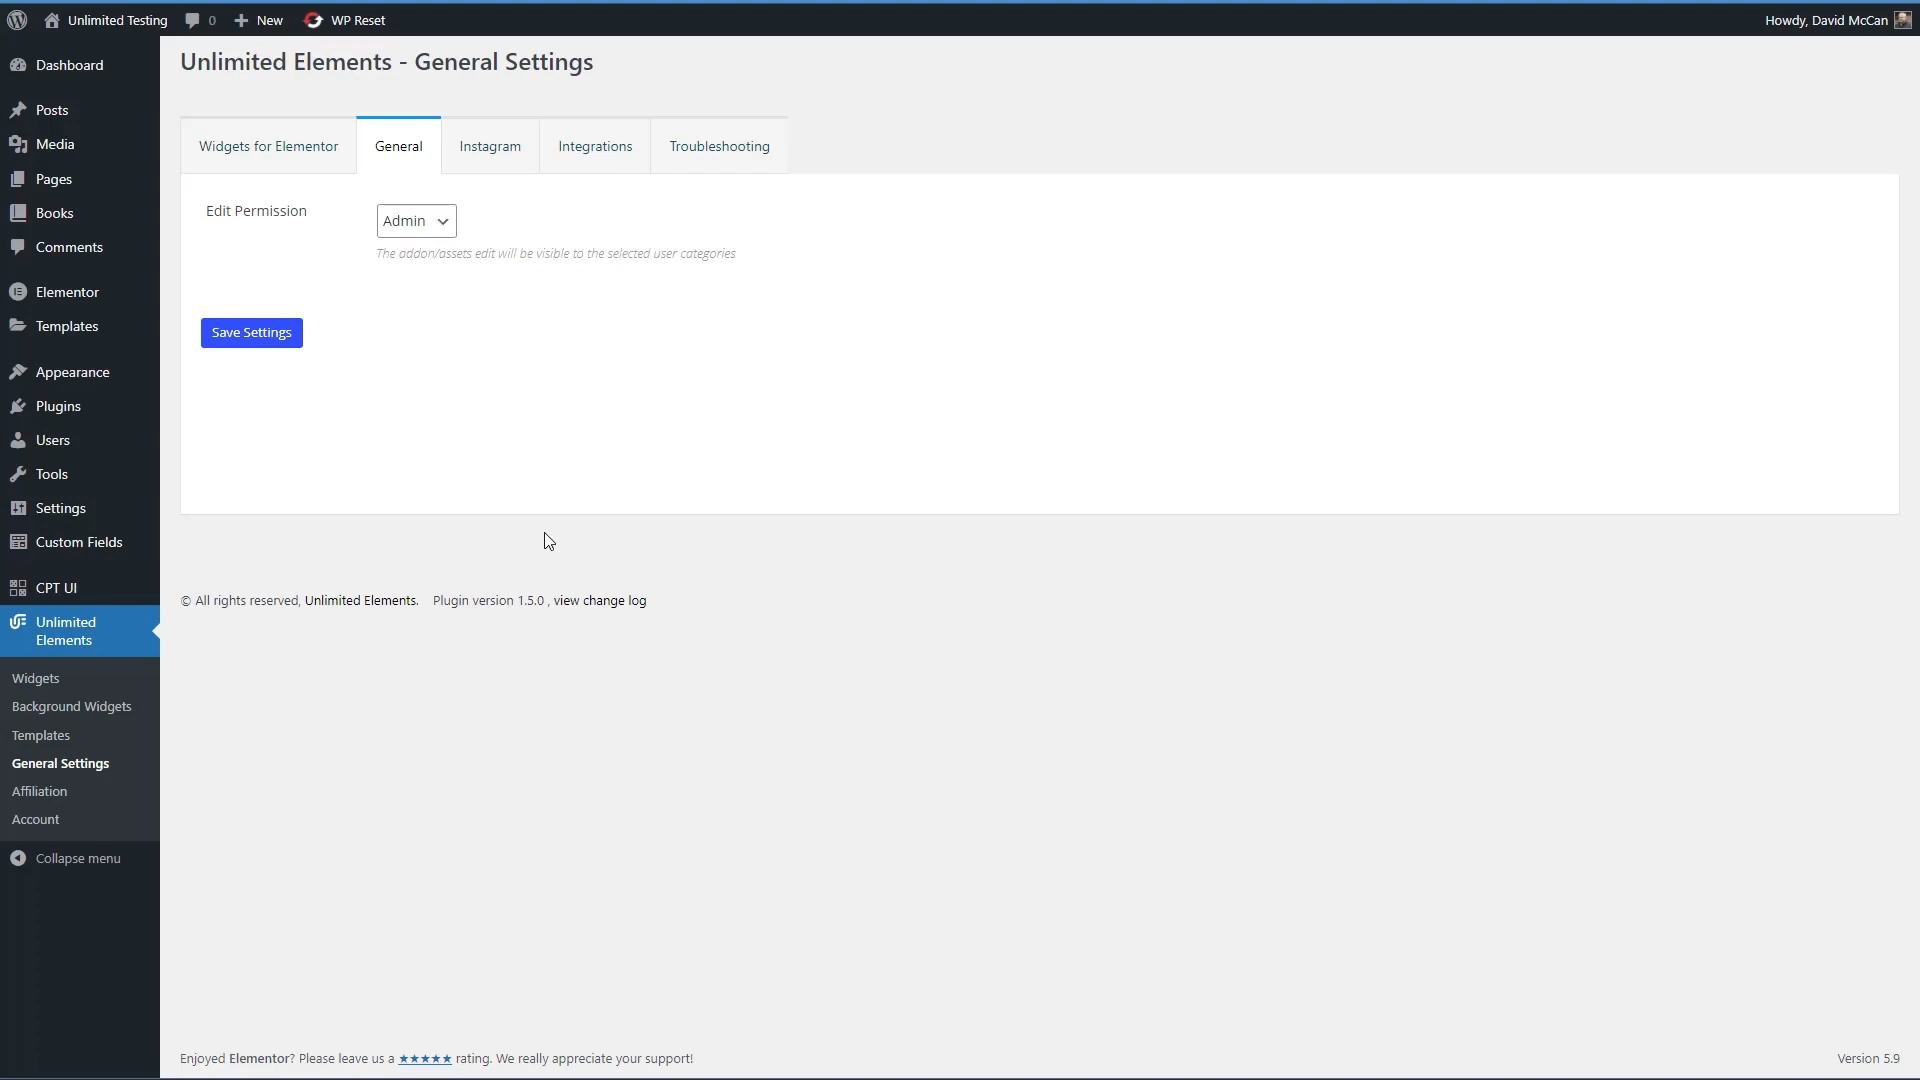 Unlimited Testing
0
New
WP Reset
Howdy, David McCan
Dashboard
Posts
Media
Pages
Books
Comments
Elementor
Templates
Appearance
Plugins
Users
Tools
Settings
Custom Fields
CPT UI
Unlimited
Elements
Widgets
Background Widgets
Templates
General Settings
Affiliation
Account
Collapse menu
Unlimited Elements - General Settings
Widgets for Elementor
General
Instagram
Integrations
Troubleshooting
Edit Permission
Admin
The addon/assets edit will be visible to the selected user categories
Save Settings
© All rights reserved, Unlimited Elements. Plugin version 1.5.0 , view change log
Enjoyed Elementor? Please leave us a ★★★★★ rating. We really appreciate your support!
Version 5.9